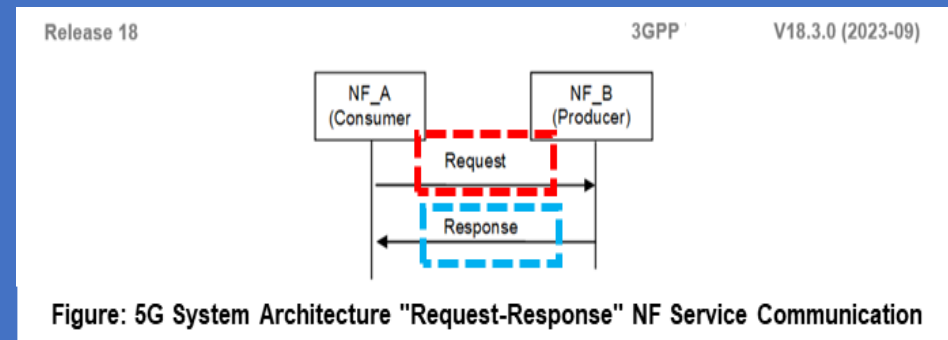 Release 18 3GPP V18.3.0 (2023-09)
NF_A NF_B
(Consumer (Producer)
Request
Response
Figure: 5G System Architecture "Request-Response" NF Service Communication